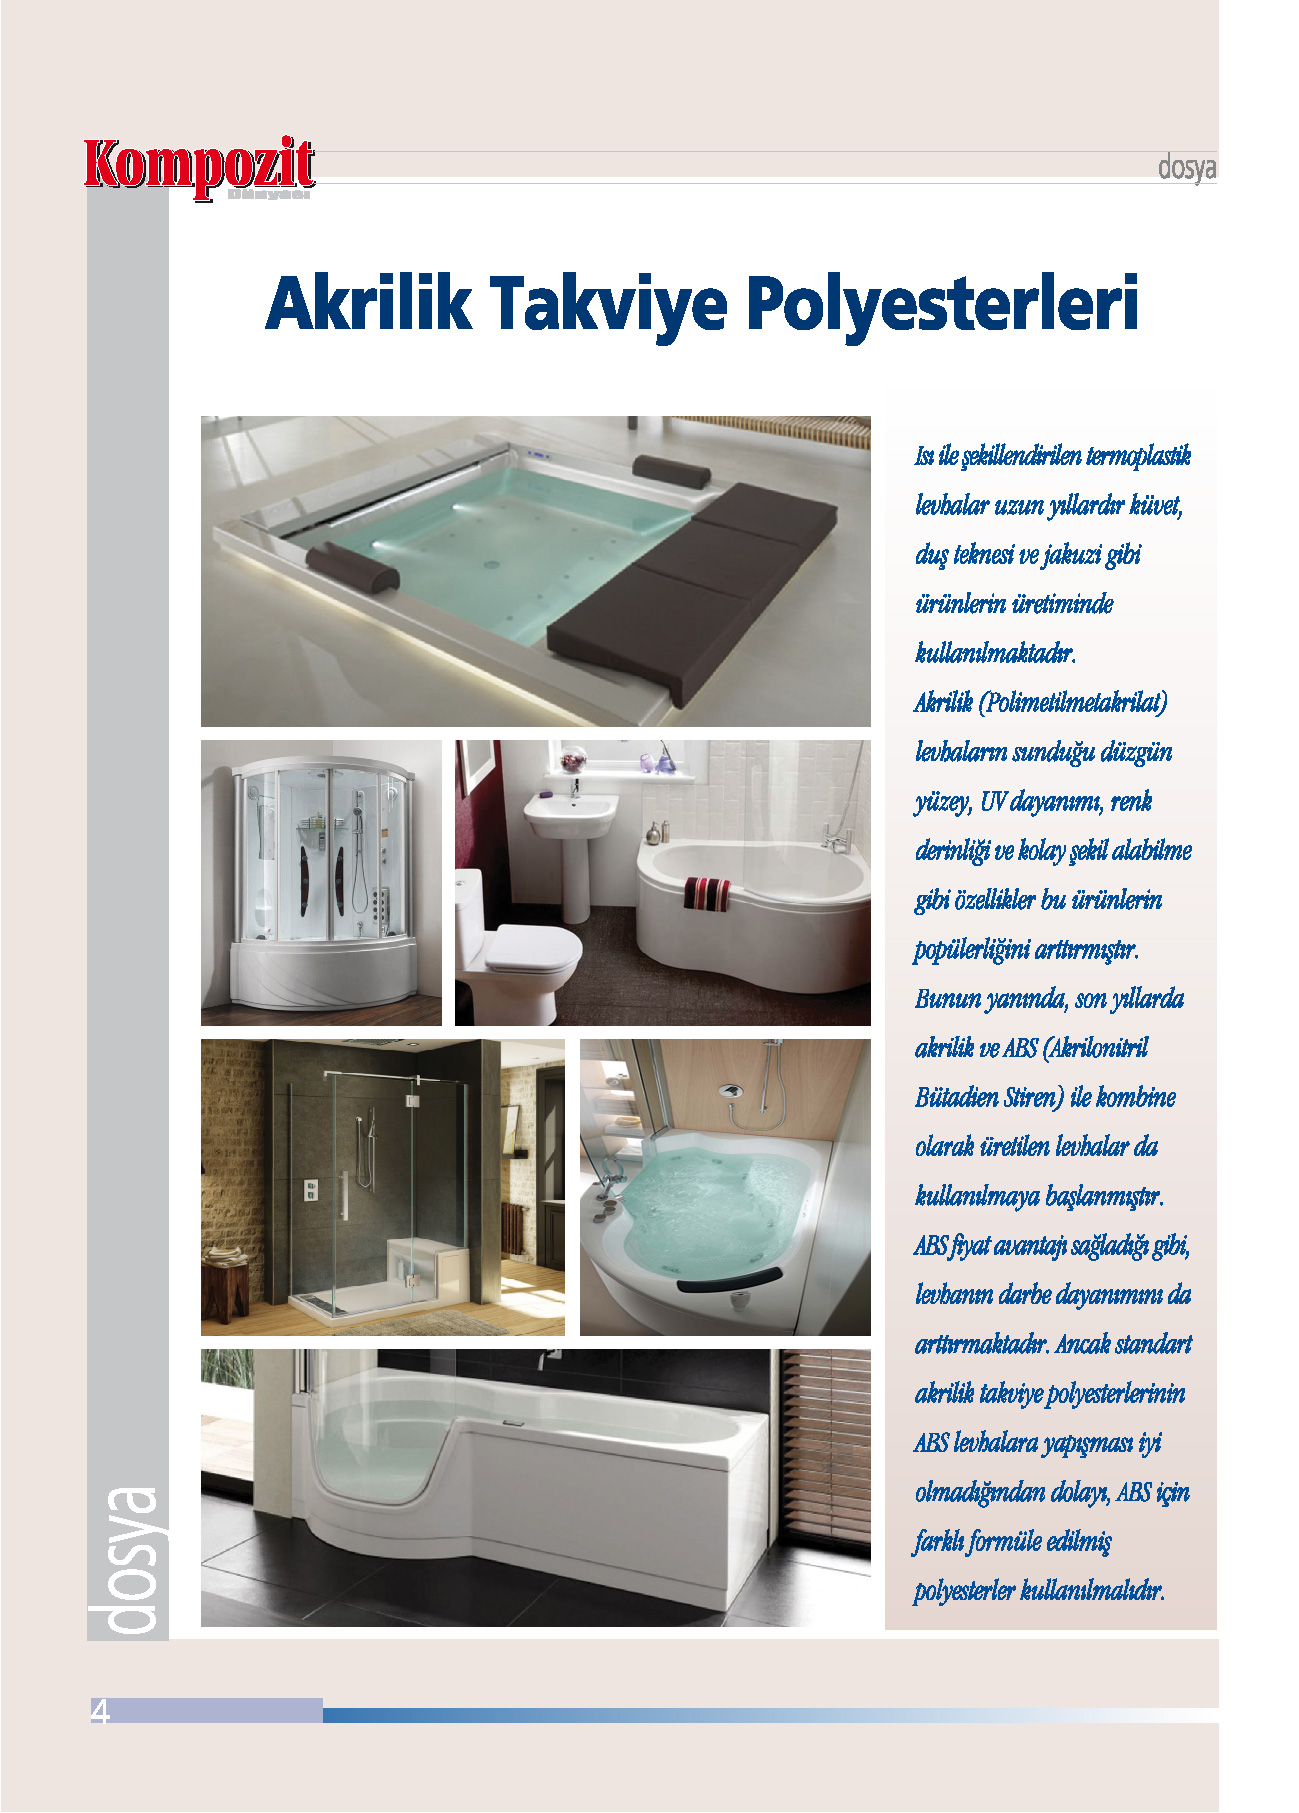 Kompozit
Dünyası
dosya
Akrilik Takviye Polyesterleri
Isı ile şekillendirilen termoplastik
levhalar uzun yıllardır küvet,
duş teknesi ve jakuzi gibi
ürünlerin üretiminde
kullanılmaktadır.
Akrilik (Polimetilmetakrilat)
levhaların sunduğu düzgün
yüzey, UV dayanımı, renk
derinliği ve kolay şekil alabilme
gibi özellikler bu ürünlerin
popülerliğini arttırmıştır.
Bunun yanında, son yıllarda
akrilik ve ABS (Akrilonitril
Bütadien Stiren) ile kombine
olarak üretilen levhalar da
kullanılmaya başlanmıştır.
ABS fiyat avantajı sağladığı gibi,
levhanın darbe dayanımını da
arttırmaktadır. Ancak standart
akrilik takviye polyesterlerinin
ABS levhalara yapışması iyi
olmadığından dolayı, ABS için
farklı formüle edilmiş
polyesterler kullanılmalıdır.
dosya
4